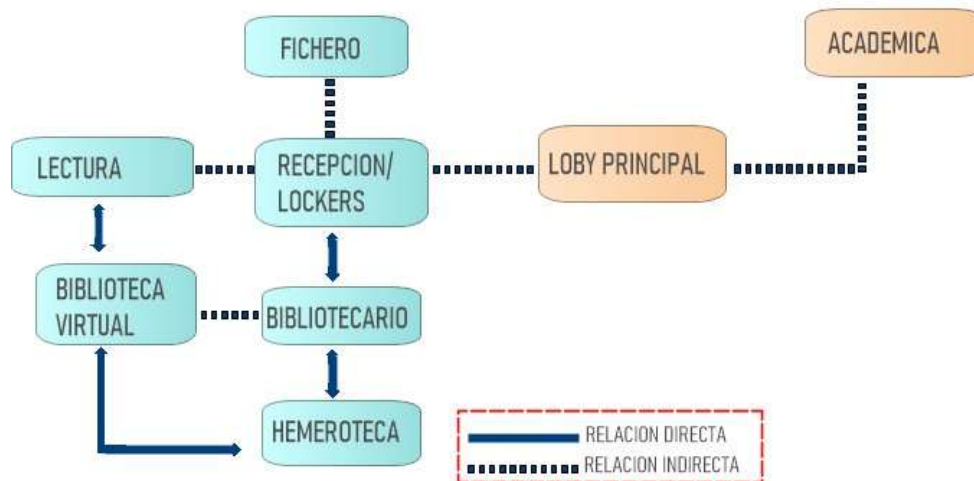 FICHERO
ACADEMICA
LECTURA
RECEPCION/
LOCKERS
LOBY PRINCIPAL
BIBLIOTECA
VIRTUAL
BIBLIOTECARIO
HEMEROTECA
RELACION DIRECTA
RELACION INDIRECTA